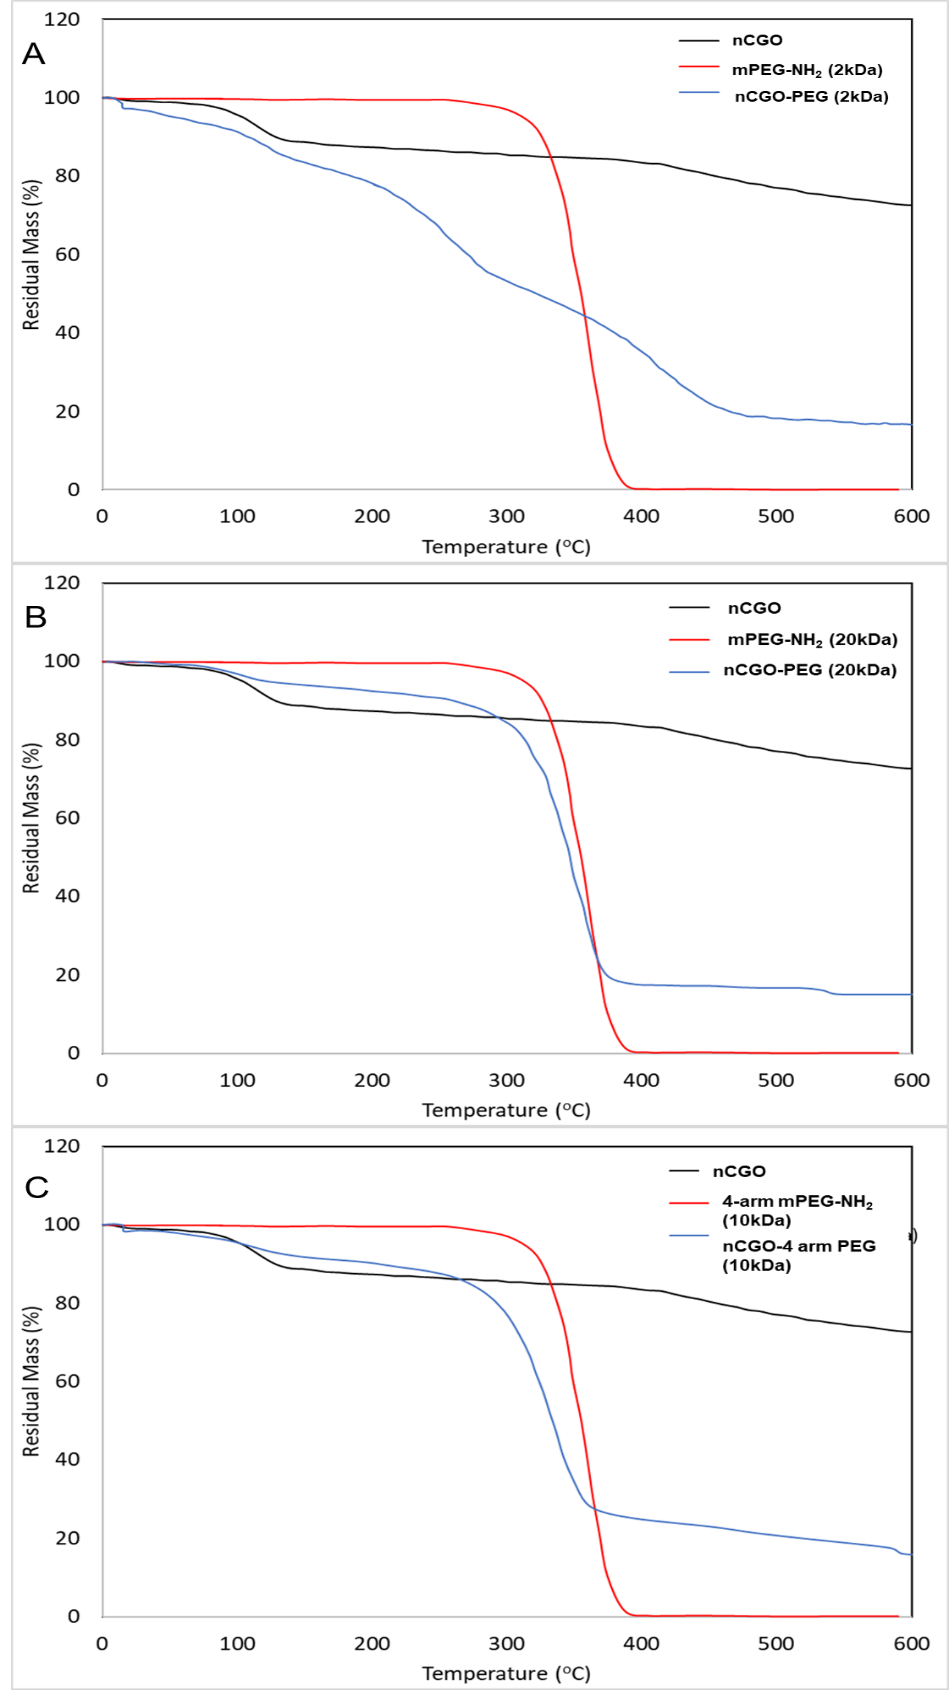 A
120
100
80
60
40
20
0
Residual Mass (%)
nCGO
mPEG-NH₂ (2kDa)
nCGO-PEG (2kDa)
0 100 200 300 400 500 600
Temperature (ºC)
B
120
100
80
60
40
20
0
Residual Mass (%)
nCGO
mPEG-NH₂ (20kDa)
nCGO-PEG (20kDa)
0 100 200 300 400 500 600
Temperature (ºC)
C
120
100
80
60
40
20
0
Residual Mass (%)
nCGO
4-arm mPEG-NH₂
(10kDa)
nCGO-4 arm PEG
(10kDa)
0 100 200 300 400 500 600
Temperature (ºC)